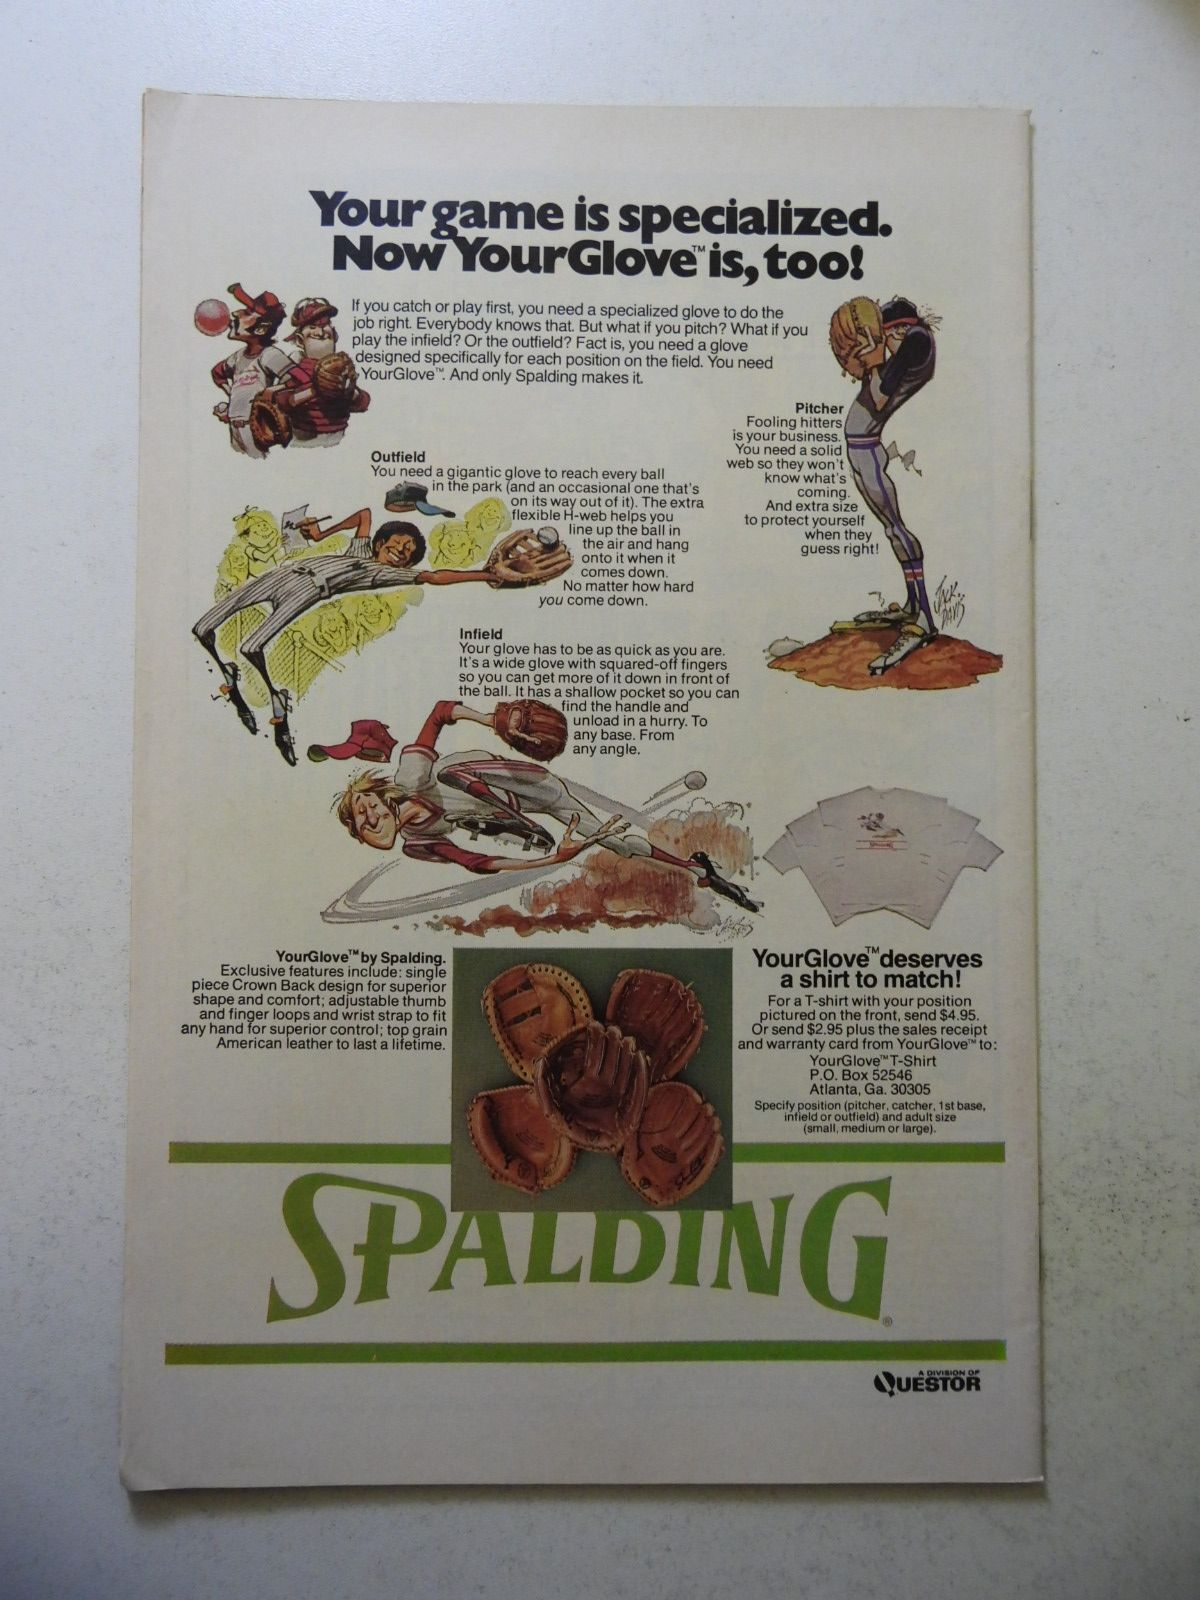 Your game is specialized.
Now YourGlove™ is, too!
If you catch or play first, you need a specialized glove to do the
job right. Everybody knows that. But what if you pitch? What if you
play the infield? Or the outfield? Fact is, you need a glove
designed specifically for each position on the field. You need
YourGlove™. And only Spalding makes it.
Pitcher
Fooling hitters
is your business.
You need a solid
web so they won't
know what's
coming.
And extra size
to protect yourself
when they
guess right!
JACK
DAVIS
Outfield
You need a gigantic glove to reach every ball
in the park (and an occasional one that's
on its way out of it). The extra
flexible H-web helps you
line up the ball in
the air and hang
onto it when it
comes down.
No matter how hard
you come down.
Infield
Your glove has to be as quick as you are.
It's a wide glove with squared-off fingers
so you can get more of it down in front of
the ball. It has a shallow pocket so you can
find the handle and
unload in a hurry. To
any base. From
any angle.
SPALDING
YourGlove™ by Spalding.
Exclusive features include: single
piece Crown Back design for superior
shape and comfort; adjustable thumb
and finger loops and wrist strap to fit
any hand for superior control; top grain
American leather to last a lifetime.
YourGlove™ deserves
a shirt to match!
For a T-shirt with your position
pictured on the front, send $4.95.
Or send $2.95 plus the sales receipt
and warranty card from YourGlove™ to:
YourGlove™ T-Shirt
P.O. Box 52546
Atlanta, Ga. 30305
Specify position (pitcher, catcher, 1st base,
infield or outfield) and adult size
(small, medium or large).
SPALDING®
A DIVISION OF
QUESTOR